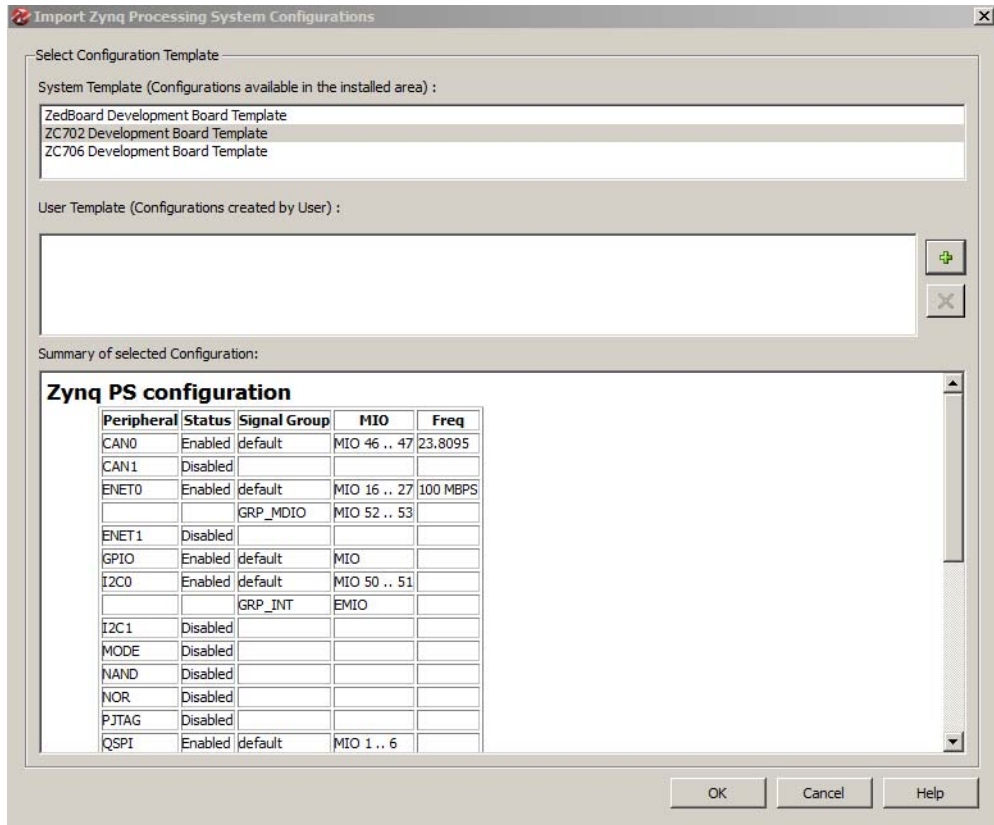 Import Zynq Processing System Configurations
Select Configuration Template
System Template (Configurations available in the installed area) :
ZedBoard Development Board Template
ZC702 Development Board Template
ZC706 Development Board Template
User Template (Configurations created by User) :
Summary of selected Configuration:
Zynq PS configuration
Peripheral Status Signal Group MIO Freq
CAN0 Enabled default MIO 46 .. 47 23.8095
CAN1 Disabled
ENET0 Enabled default MIO 16 .. 27 100 MBPS
GRP_MDIO MIO 52 .. 53
ENET1 Disabled
GPIO Enabled default MIO
I2C0 Enabled default MIO 50 .. 51
GRP_INT EMIO
I2C1 Disabled
MODE Disabled
NAND Disabled
NOR Disabled
PJTAG Disabled
QSPI Enabled default MIO 1 .. 6
OK Cancel Help